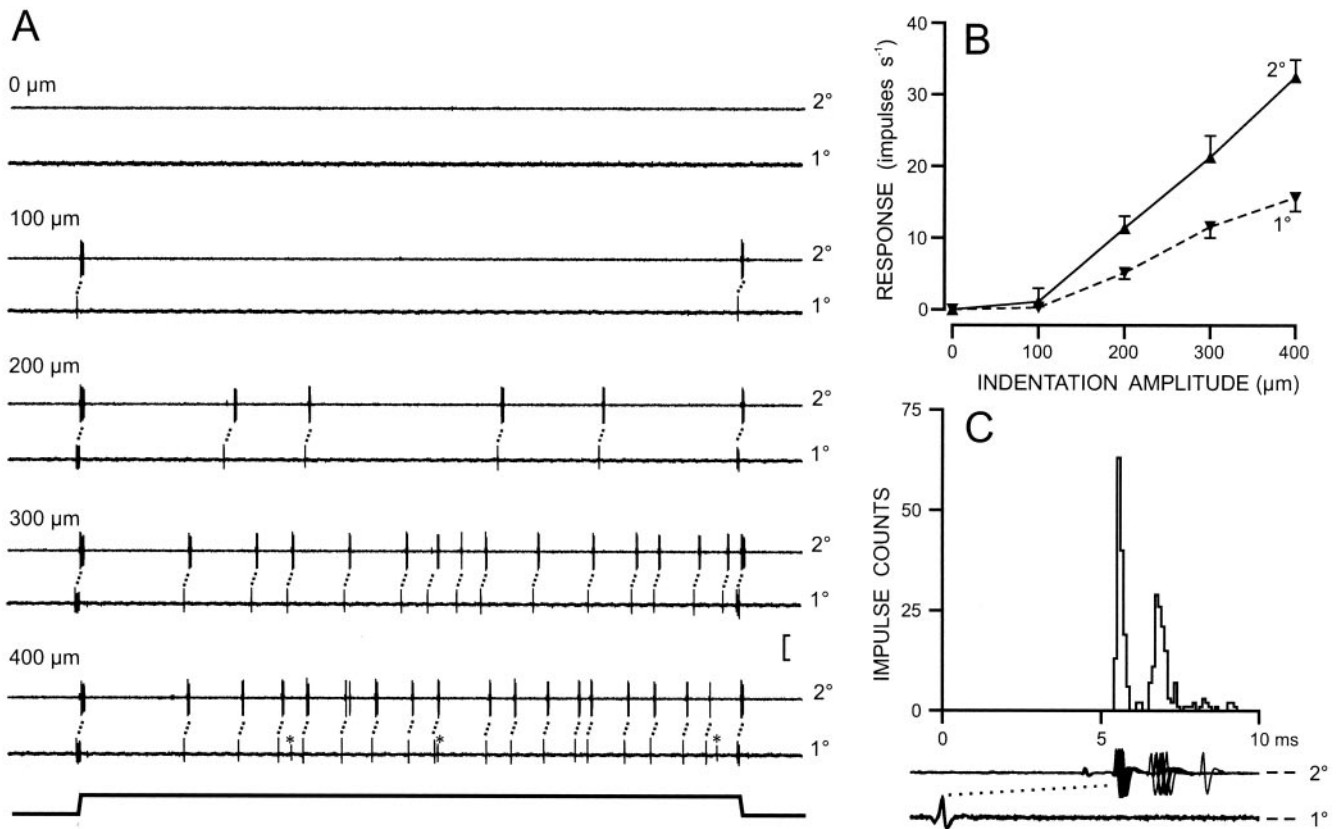 A
0 µm
2°
1°
100 µm
2°
1°
200 µm
2°
1°
300 µm
2°
1°
400 µm
2°
* * *
1°
B
RESPONSE (impulses s⁻¹)
40
30
20
10
0
2°
1°
0 100 200 300 400
INDENTATION AMPLITUDE (µm)
C
IMPULSE COUNTS
75
50
25
0
0 5 10 ms
2°
1°